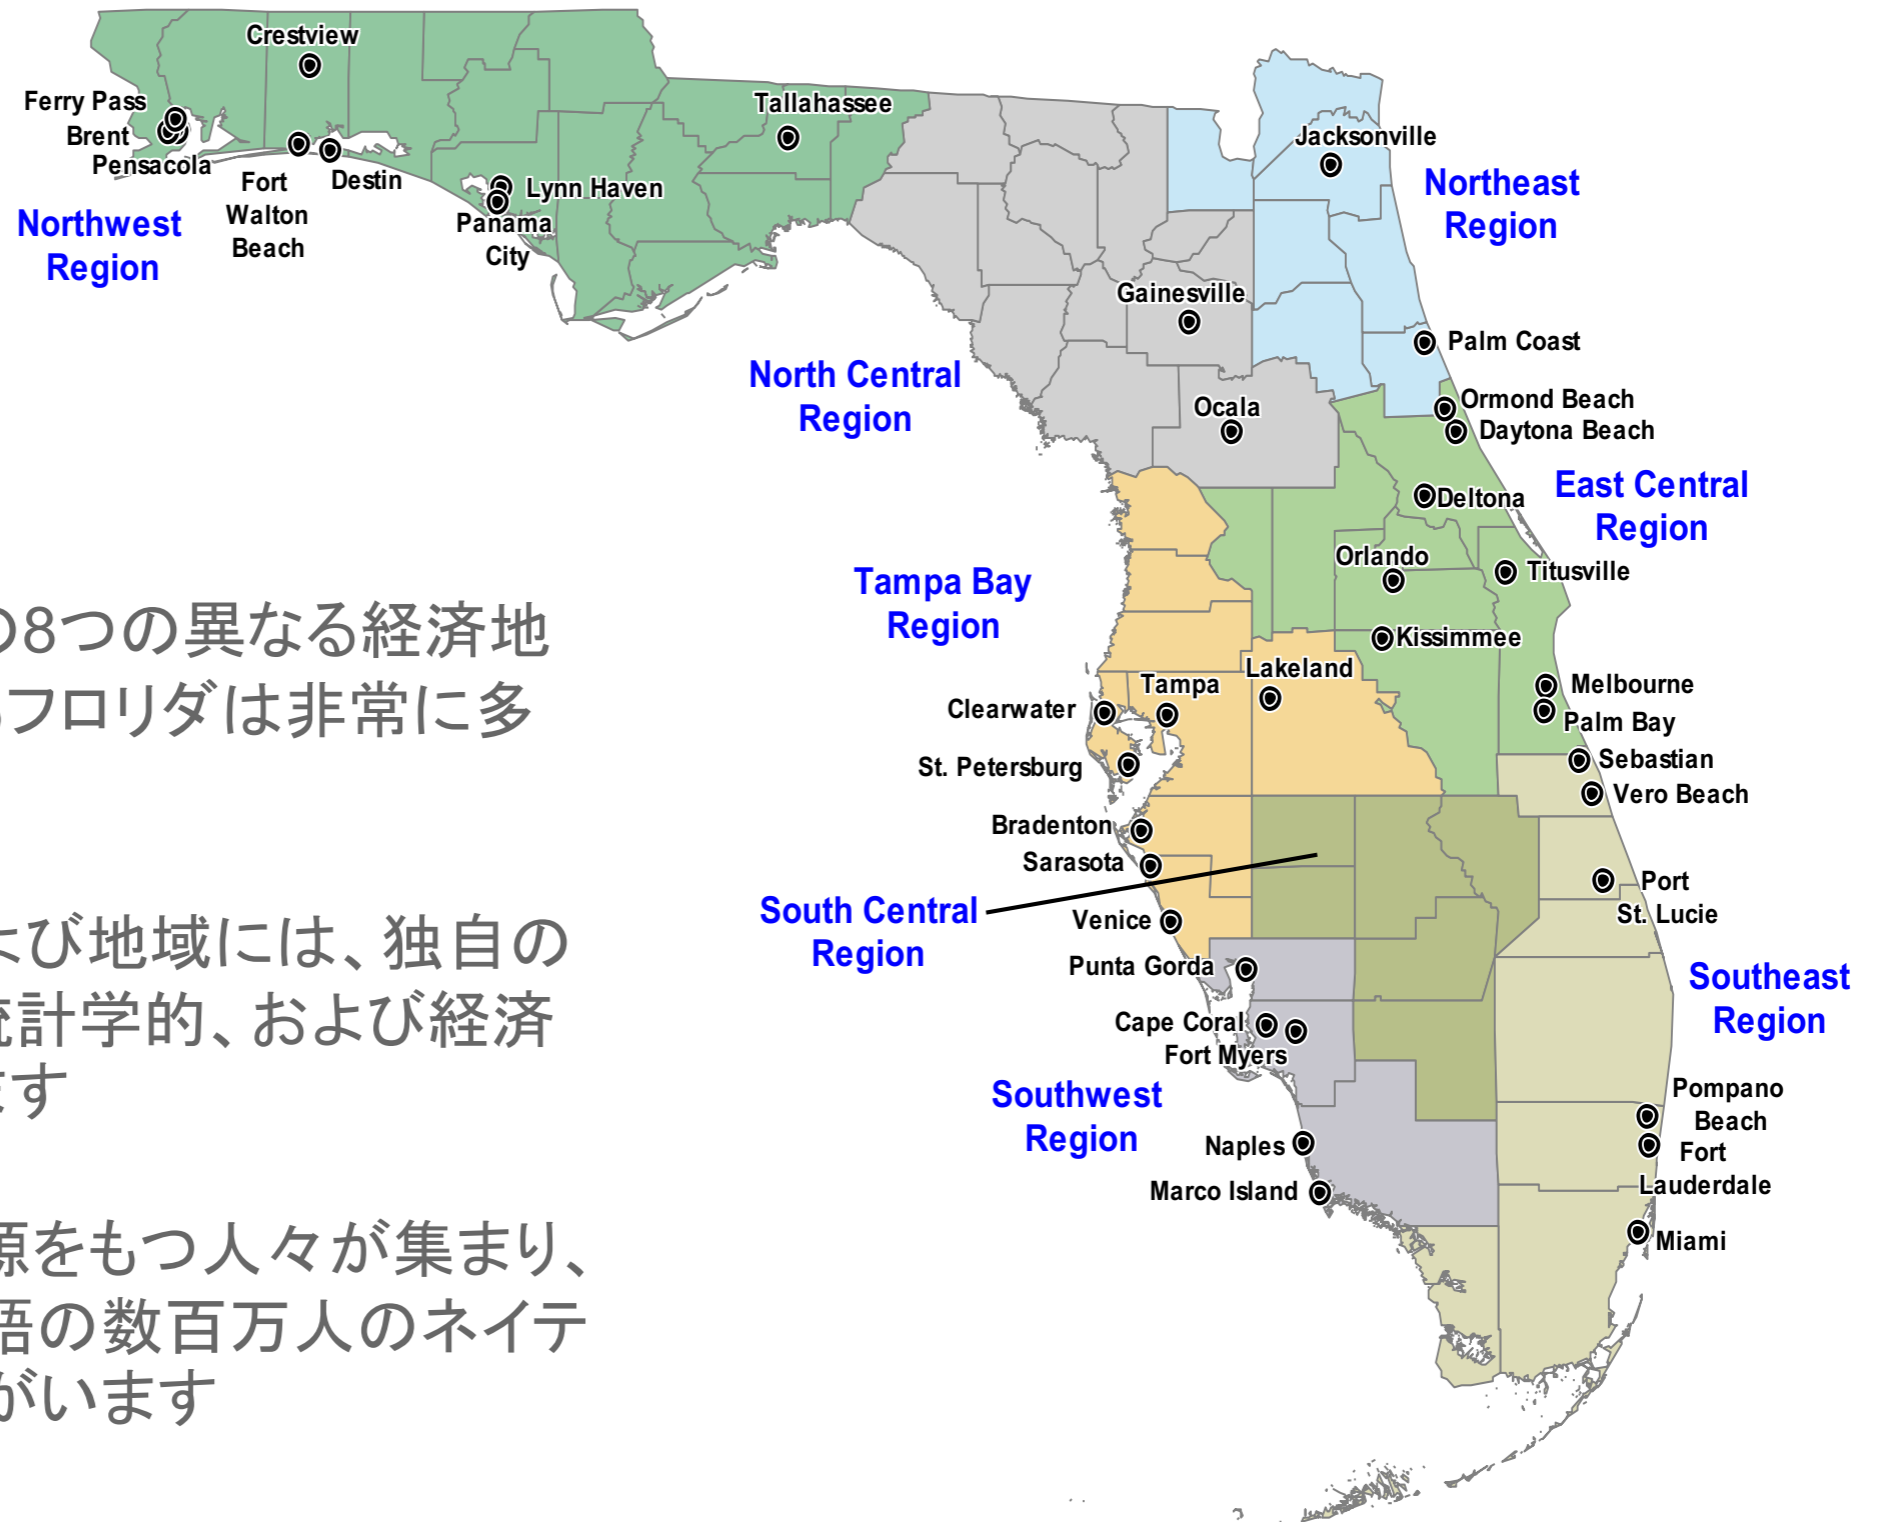 の8つの異なる経済地
フロリダは非常に多
よび地域には、独自の
計学的、および経済
ます
源をもつ人々が集まり、
語の数百万人のネイテ
がいます
Crestview
Ferry Pass
Brent
Pensacola
Fort
Walton
Beach
Destin
Northwest
Region
Tallahassee
Lynn Haven
Panama
City
Jacksonville
Northeast
Region
Gainesville
Palm Coast
North Central
Region
Ocala
Ormond Beach
Daytona Beach
Deltona
East Central
Region
Orlando
Titusville
Tampa Bay
Region
Kissimmee
Lakeland
Tampa
Clearwater
St. Petersburg
Melbourne
Palm Bay
Sebastian
Vero Beach
Bradenton
Sarasota
South Central
Region
Venice
Port
St. Lucie
Punta Gorda
Southeast
Region
Cape Coral
Fort Myers
Southwest
Region
Pompano
Beach
Fort
Lauderdale
Naples
Marco Island
Miami